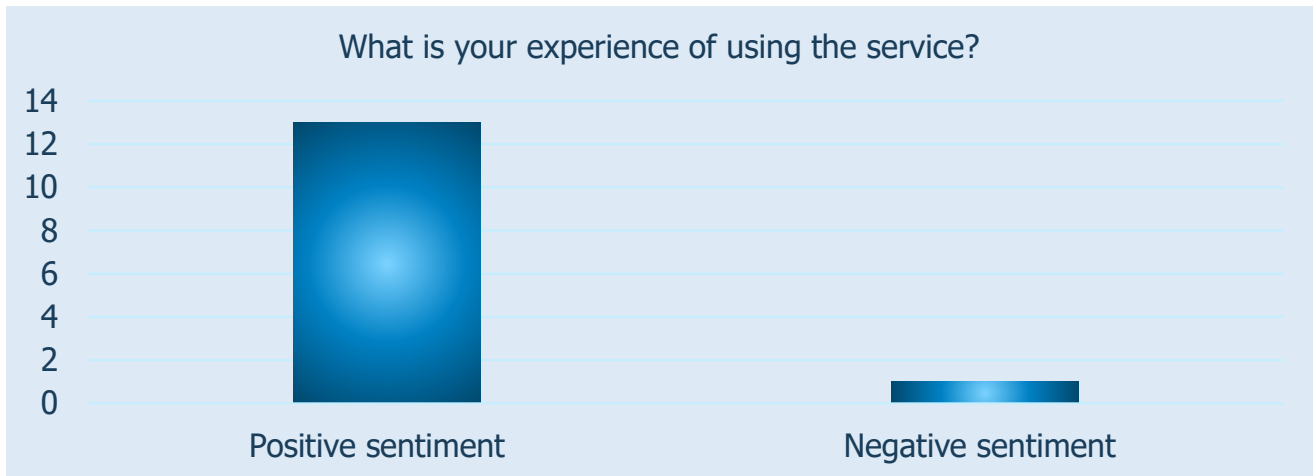 What is your experience of using the service?
14
12
10
8
6
4
2
0
Positive sentiment
Negative sentiment